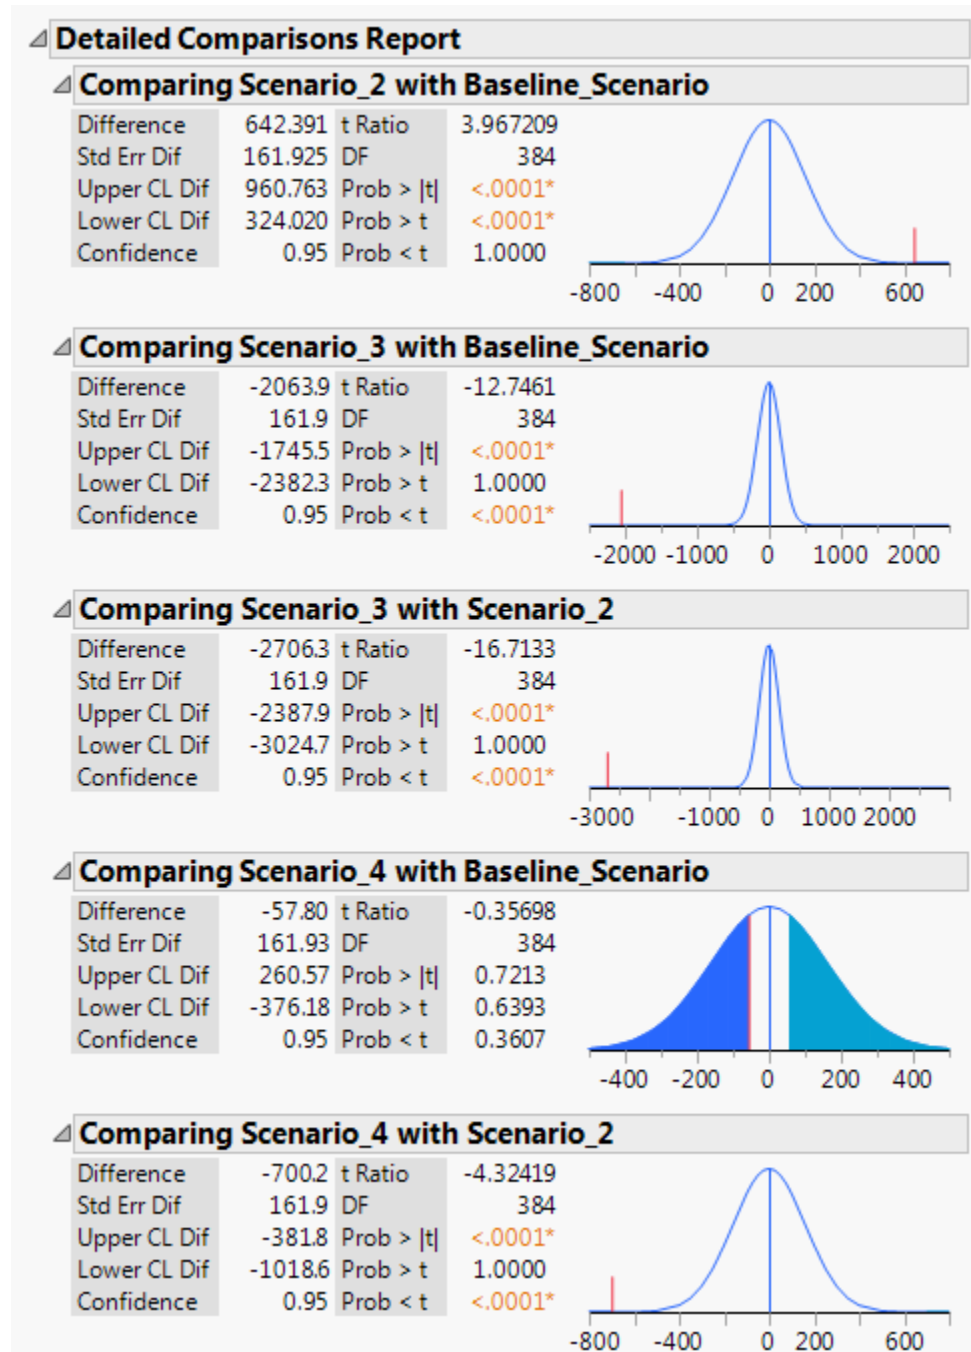 Detailed Comparisons Report
Comparing Scenario_2 with Baseline_Scenario
Difference 642.391 t Ratio 3.967209
Std Err Dif 161.925 DF 384
Upper CL Dif 960.763 Prob > |t| <.0001*
Lower CL Dif 324.020 Prob > t <.0001*
Confidence 0.95 Prob < t 1.0000
-800 -400 0 200 600
Comparing Scenario_3 with Baseline_Scenario
Difference -2063.9 t Ratio -12.7461
Std Err Dif 161.9 DF 384
Upper CL Dif -1745.5 Prob > |t| <.0001*
Lower CL Dif -2382.3 Prob > t 1.0000
Confidence 0.95 Prob < t <.0001*
-2000 -1000 0 1000 2000
Comparing Scenario_3 with Scenario_2
Difference -2706.3 t Ratio -16.7133
Std Err Dif 161.9 DF 384
Upper CL Dif -2387.9 Prob > |t| <.0001*
Lower CL Dif -3024.7 Prob > t 1.0000
Confidence 0.95 Prob < t <.0001*
-3000 -1000 0 1000 2000
Comparing Scenario_4 with Baseline_Scenario
Difference -57.80 t Ratio -0.35698
Std Err Dif 161.93 DF 384
Upper CL Dif 260.57 Prob > |t| 0.7213
Lower CL Dif -376.18 Prob > t 0.6393
Confidence 0.95 Prob < t 0.3607
-400 -200 0 200 400
Comparing Scenario_4 with Scenario_2
Difference -700.2 t Ratio -4.32419
Std Err Dif 161.9 DF 384
Upper CL Dif -381.8 Prob > |t| <.0001*
Lower CL Dif -1018.6 Prob > t 1.0000
Confidence 0.95 Prob < t <.0001*
-800 -400 0 200 600